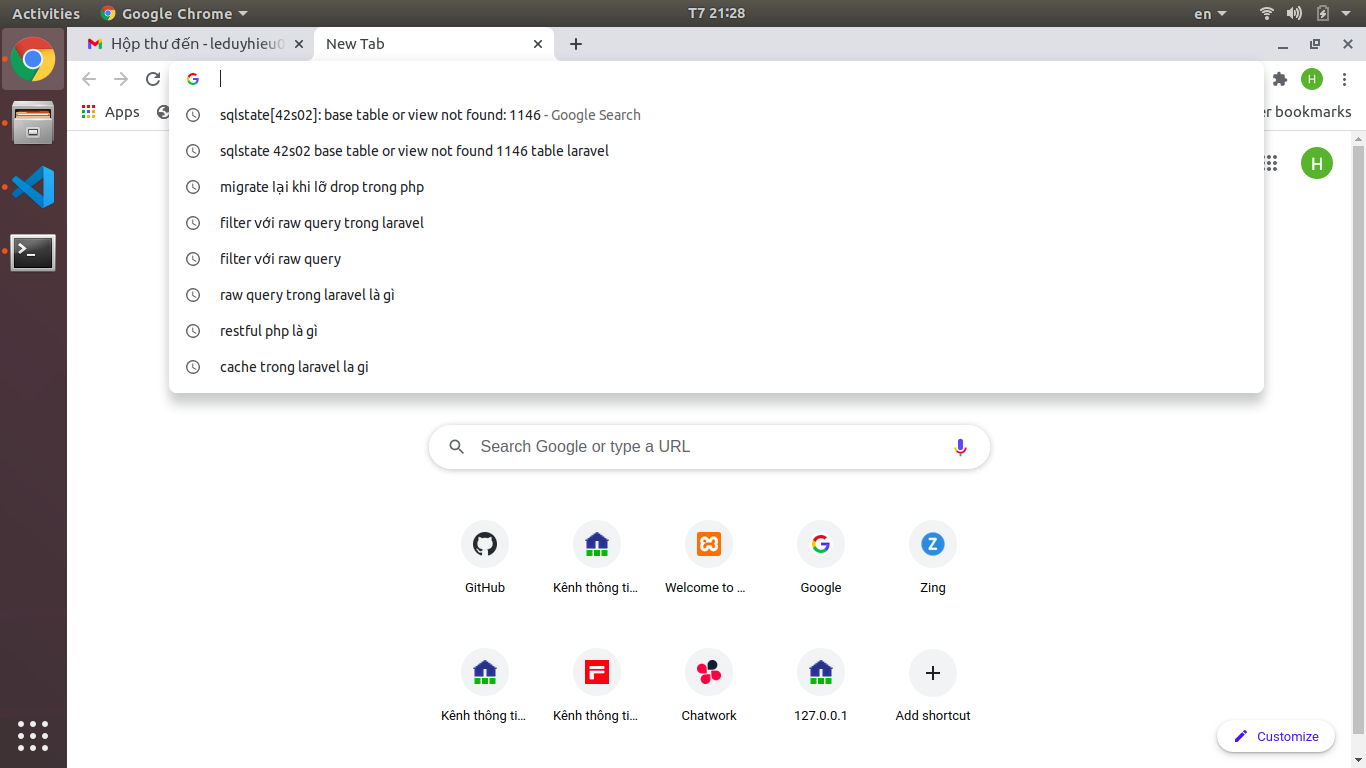 Activities Google Chrome T7 21:28 en
Hộp thư đến - leduyhieu New Tab
H
Apps er bookmarks
sqlstate[42s02]: base table or view not found: 1146 - Google Search
sqlstate 42s02 base table or view not found 1146 table laravel
migrate lại khi lỡ drop trong php
filter với raw query trong laravel
filter với raw query
raw query trong laravel là gì
restful php là gì
cache trong laravel la gi
H
Search Google or type a URL
GitHub Kênh thông ti... Welcome to ... Google Zing
Kênh thông ti... Kênh thông ti... Chatwork 127.0.0.1 Add shortcut
Customize